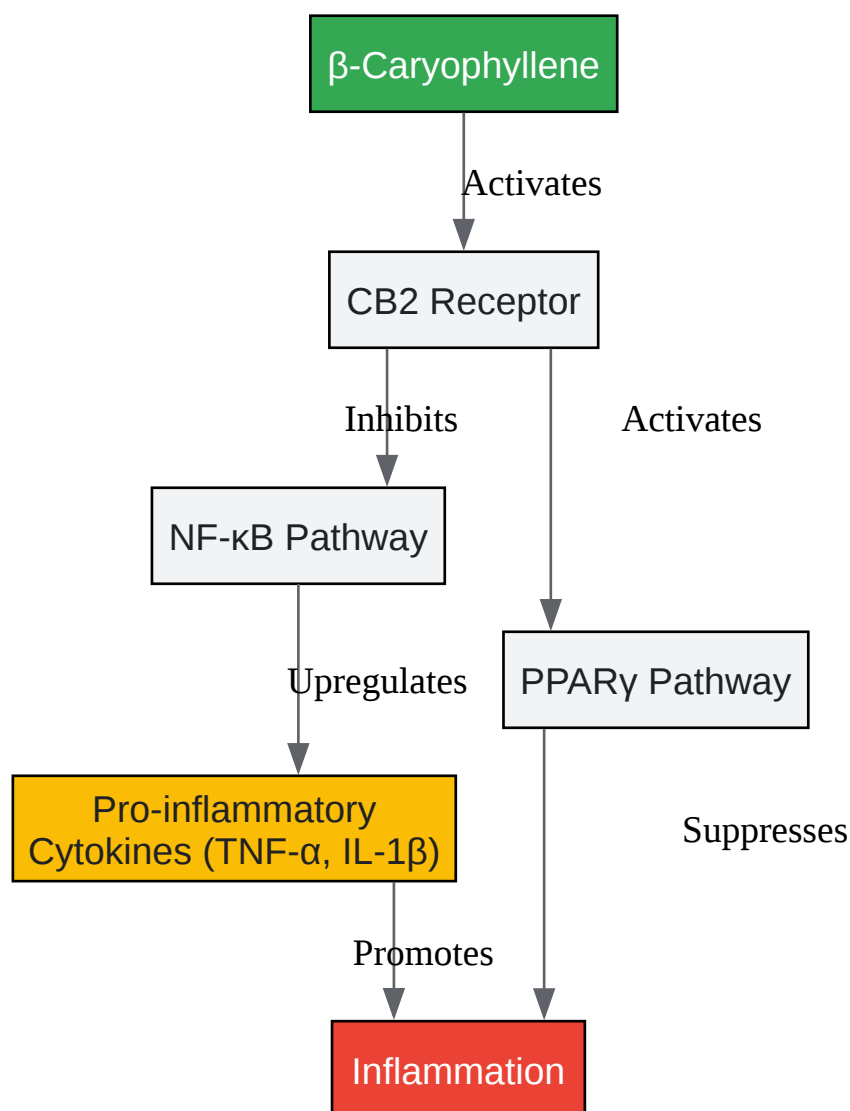 β-Caryophyllene
Activates
CB2 Receptor
Inhibits
Activates
NF-κB Pathway
Upregulates
PPARγ Pathway
Pro-inflammatory
Cytokines (TNF-α, IL-1β)
Suppresses
Promotes
Inflammation